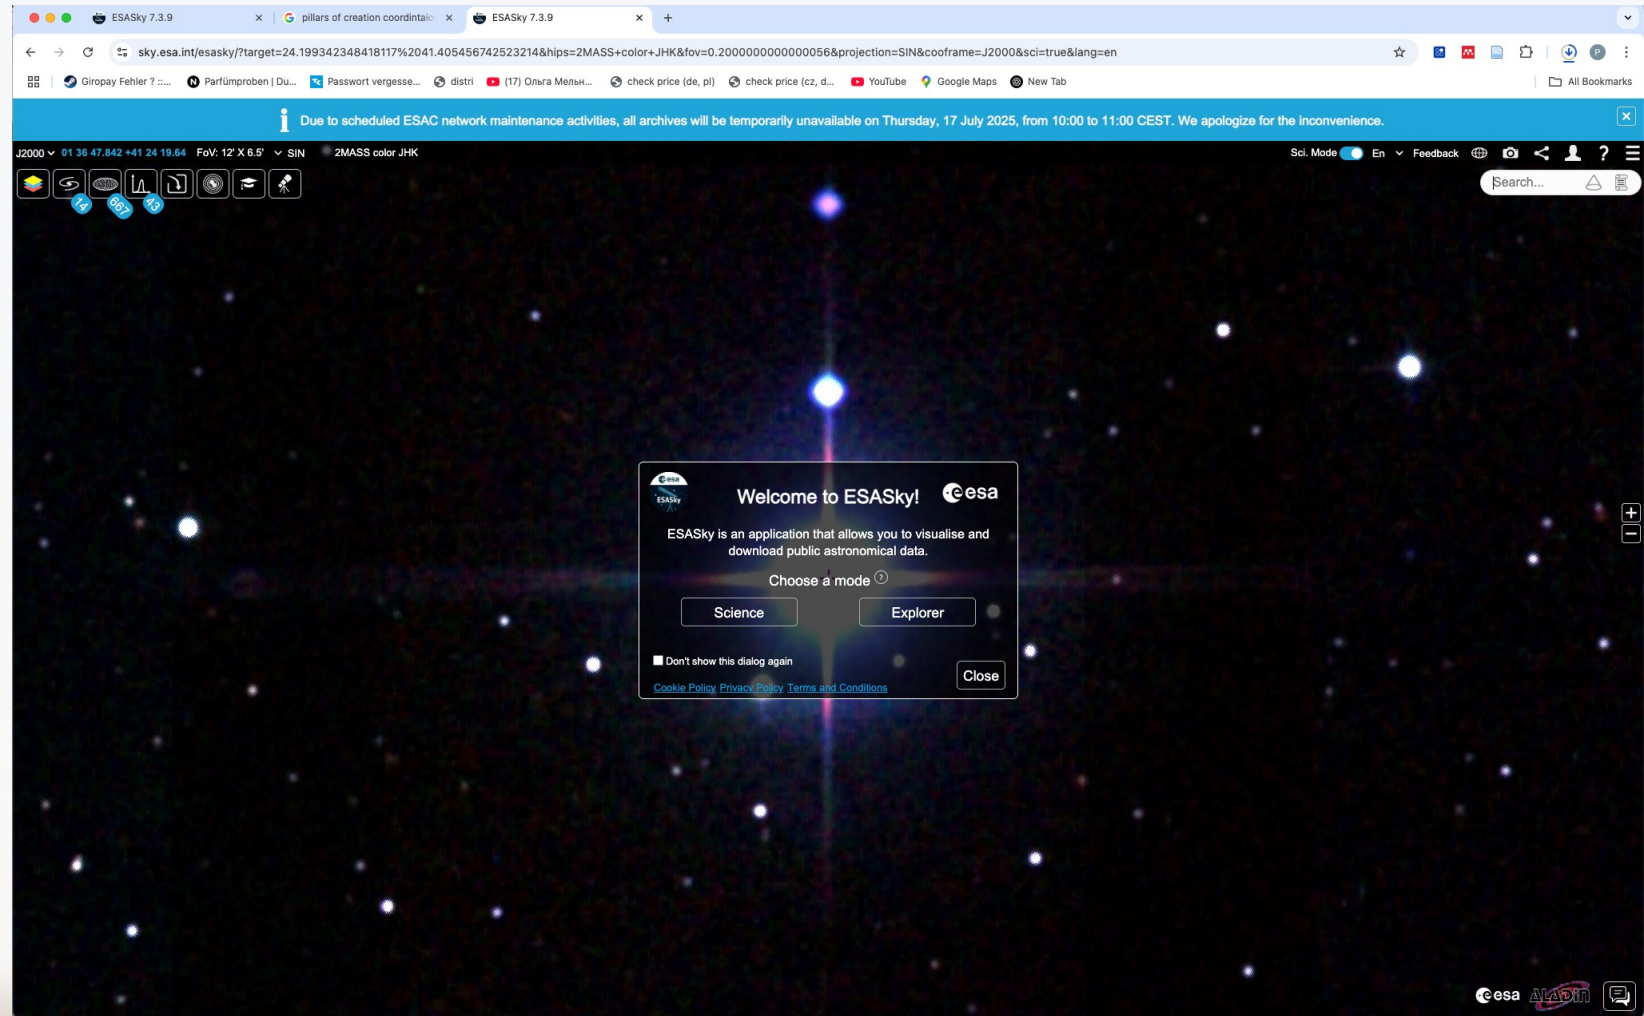 ESASky 7.3.9
pillars of creation coordintaio
ESASky 7.3.9
sky.esa.int/esasky/?target=24.199342348418117%2041.405456742523214&hips=2MASS+color+JHK&fov=0.2000000000000056&projection=SIN&cooframe=J2000&sci=true&lang=en
Giropay Fehler ? ::... Parfümproben | Du... Passwort vergesse... distri (17) Ольга Мельн... check price (de, pl) check price (cz, d... YouTube Google Maps New Tab All Bookmarks
Due to scheduled ESAC network maintenance activities, all archives will be temporarily unavailable on Thursday, 17 July 2025, from 10:00 to 11:00 CEST. We apologize for the inconvenience.
J2000 01 36 47.842 +41 24 19.64 FoV: 12' X 6.5' SIN 2MASS color JHK Sci. Mode En Feedback ?
14 667 43
Search...
esa
ESASky
Welcome to ESASky!
esa
ESASky is an application that allows you to visualise and
download public astronomical data.
Choose a mode ?
Science Explorer
Don't show this dialog again
Close
Cookie Policy Privacy Policy Terms and Conditions
esa ALADIN